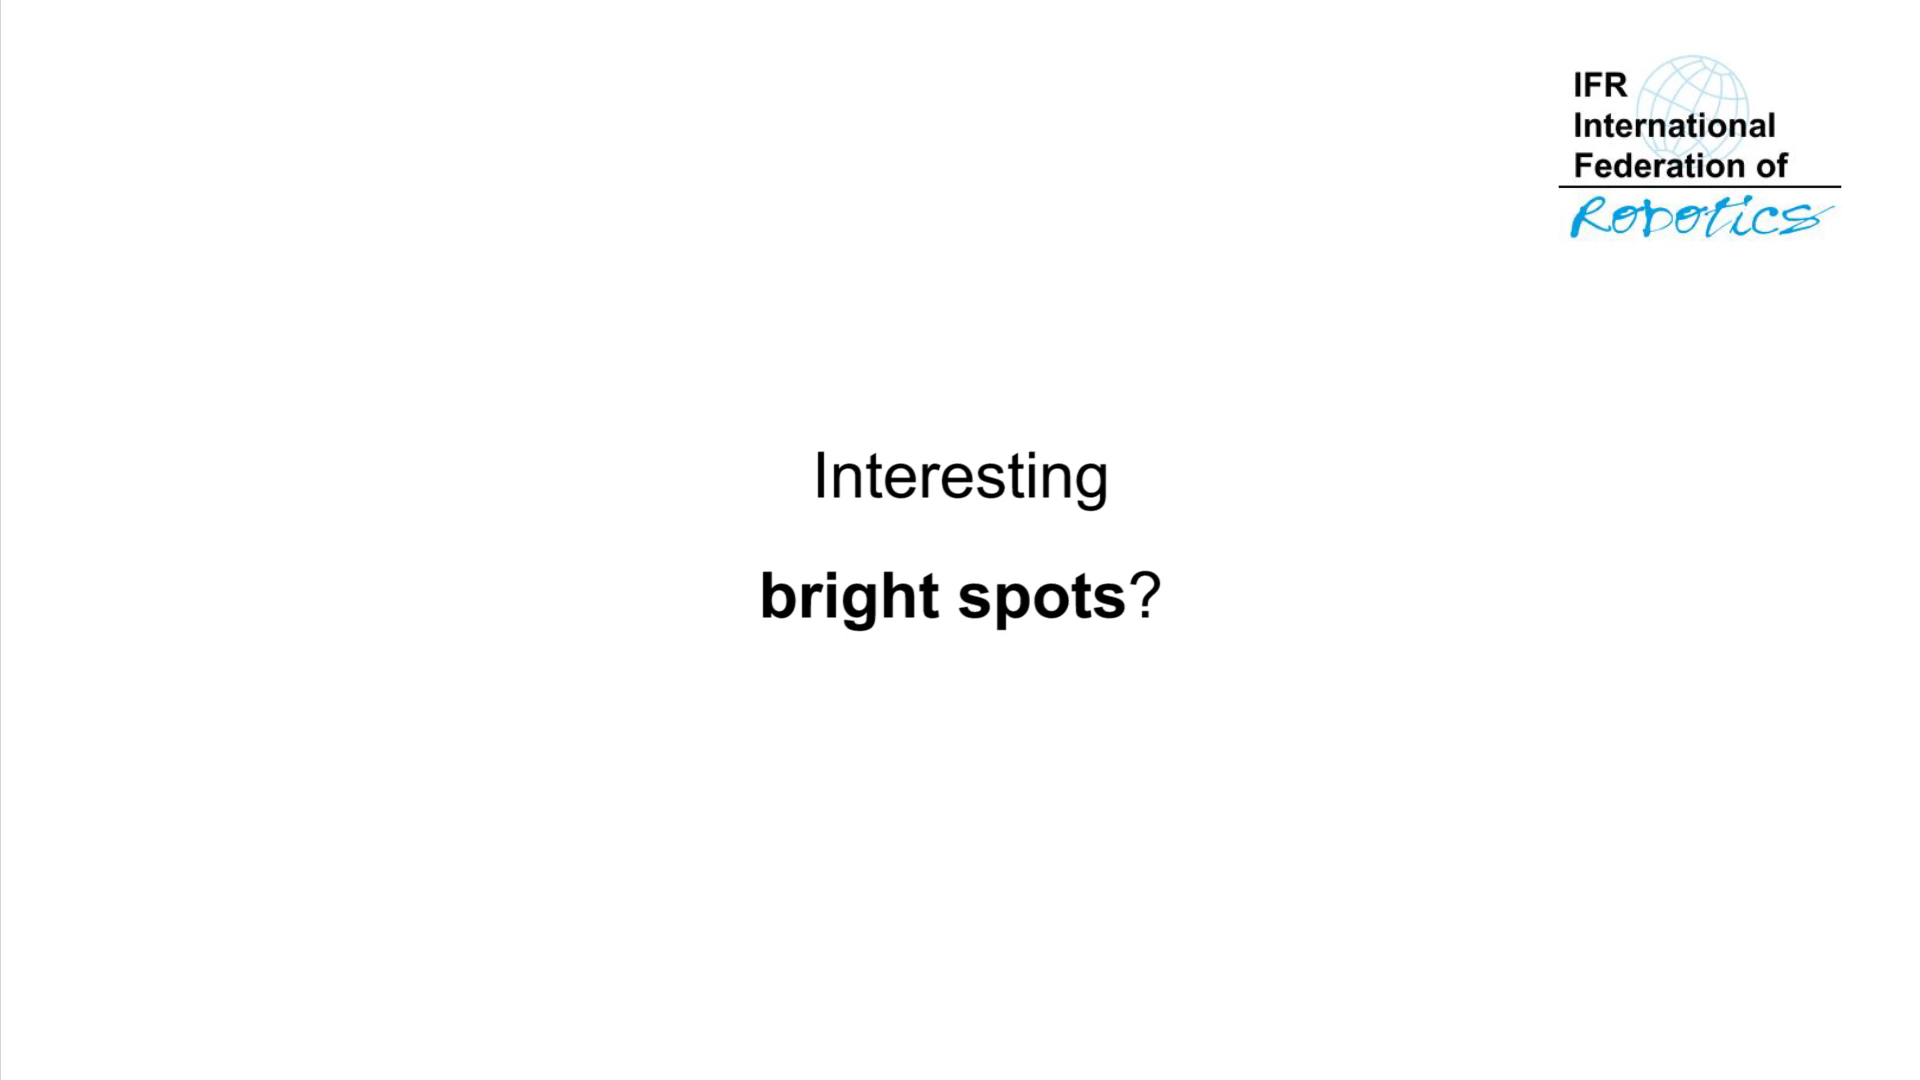 IFR
International
Federation of
Robotics
Interesting
bright spots?